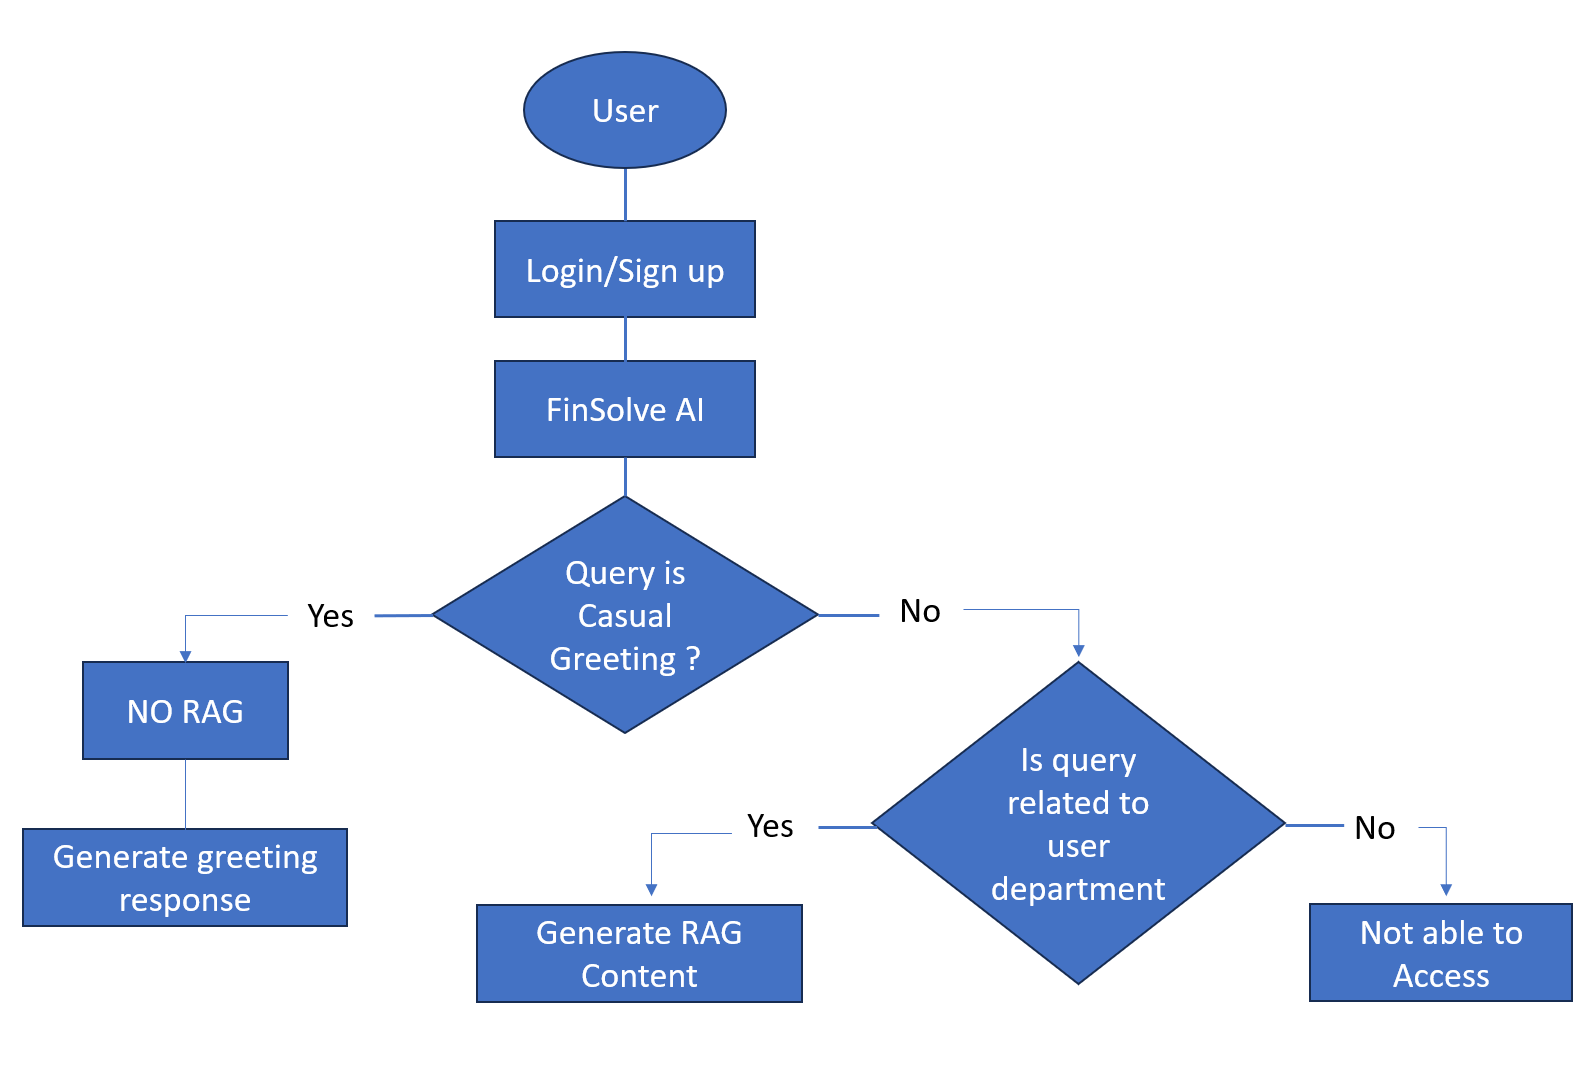 User
Login/Sign up
FinSolve AI
Query is
Casual
Greeting ?
Yes
No
NO RAG
Generate greeting
response
Is query
related to
user
department
Yes
No
Generate RAG
Content
Not able to
Access